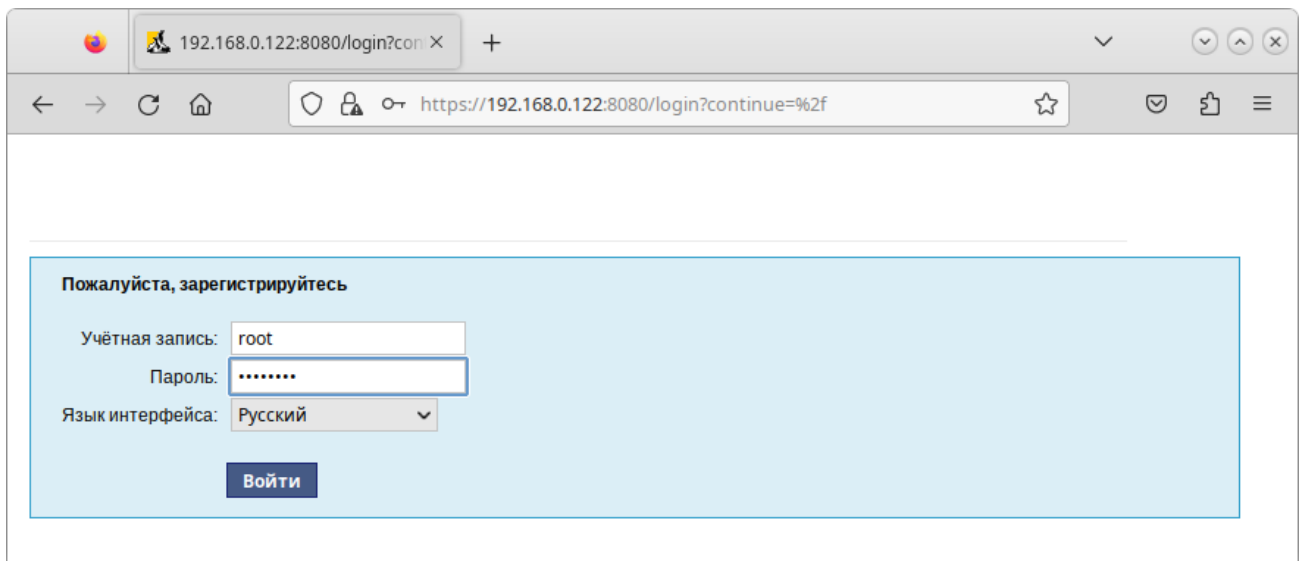 192.168.0.122:8080/login?con
https://192.168.0.122:8080/login?continue=%2f
Пожалуйста, зарегистрируйтесь
Учётная запись: root
Пароль: ••••••••
Язык интерфейса: Русский
Войти